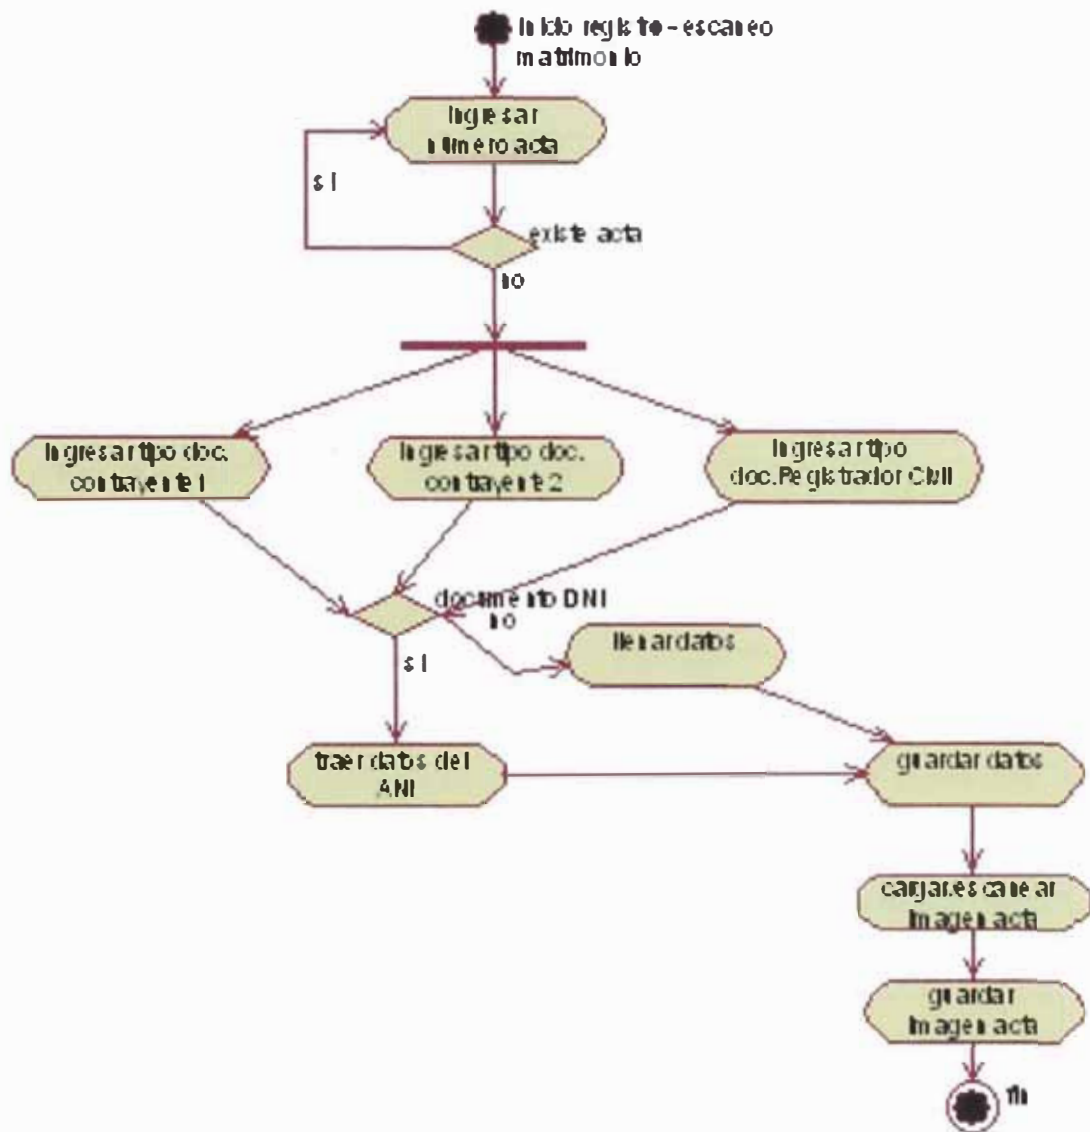 Inicio registro - escaneo
matrimonio
Ingresar
número acta
si
existe acta
no
Ingresar tipo doc.
contrayente 1
Ingresar tipo doc.
contrayente 2
Ingresar tipo
doc.Registrador Civil
documento DNI
no
llenar datos
si
traer datos del
ANI
guardar datos
cargar.escanear
imagen acta
guardar
imagen acta
fin